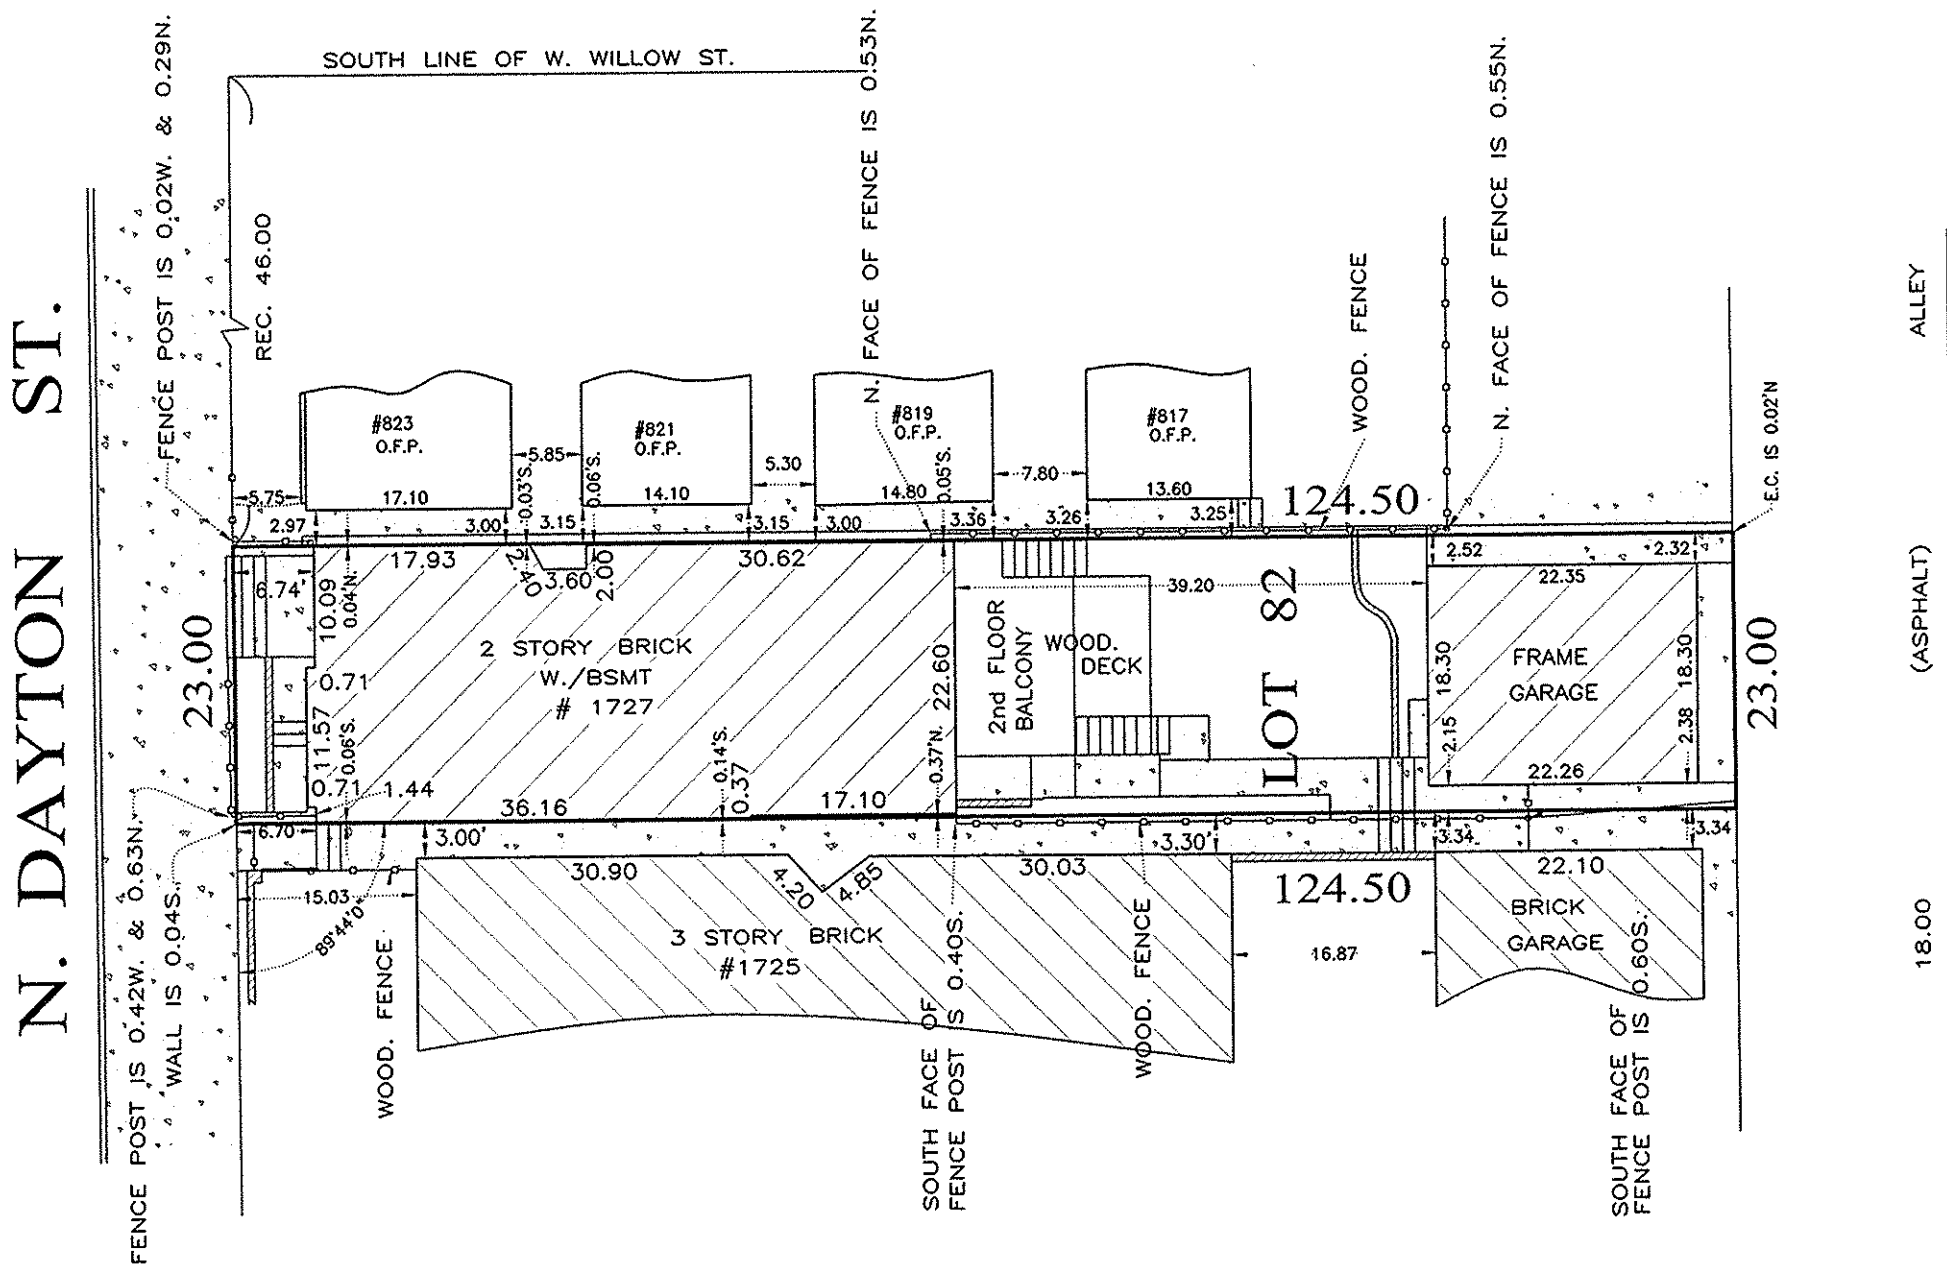 N. DAYTON ST.
SOUTH LINE OF W. WILLOW ST.
FENCE POST IS 0.02W. & 0.29N.
REC. 46.00
N. FACE OF FENCE IS 0.53N.
N. FACE OF FENCE IS 0.55N.
WOOD. FENCE
ALLEY
(ASPHALT)
18.00
E.C. IS 0.02'N
#823
O.F.P.
#821
O.F.P.
#819
O.F.P.
#817
O.F.P.
5.75
17.10
5.85
14.10
5.30
14.80
7.80
13.60
124.50
2.97
3.00
0.03'S.
3.15
0.06'S.
3.15
3.00
0.05'S.
3.36
3.26
3.25
17.93
2.40
3.60
2.00
30.62
39.20
2.52
2.32
22.35
23.00
6.74'
10.09
0.04'N.
0.71
11.57
0.06'S.
0.71
1.44
2 STORY BRICK
W./BSMT
# 1727
22.60
0.37'N.
2nd FLOOR
BALCONY
WOOD.
DECK
LOT 82
18.30
FRAME
GARAGE
18.30
2.15
2.38
22.26
23.00
0.14'S.
0.37
36.16
17.10
6.70
3.00'
3.30'
3.34
3.34
30.90
4.20
4.85
30.03
124.50
22.10
15.03
89°44'0"
3 STORY BRICK
#1725
16.87
BRICK
GARAGE
FENCE POST IS 0.42W. & 0.63N.
WALL IS 0.04S.
WOOD. FENCE
SOUTH FACE OF
FENCE POST S 0.40S.
WOOD. FENCE
SOUTH FACE OF
FENCE POST IS 0.60S.